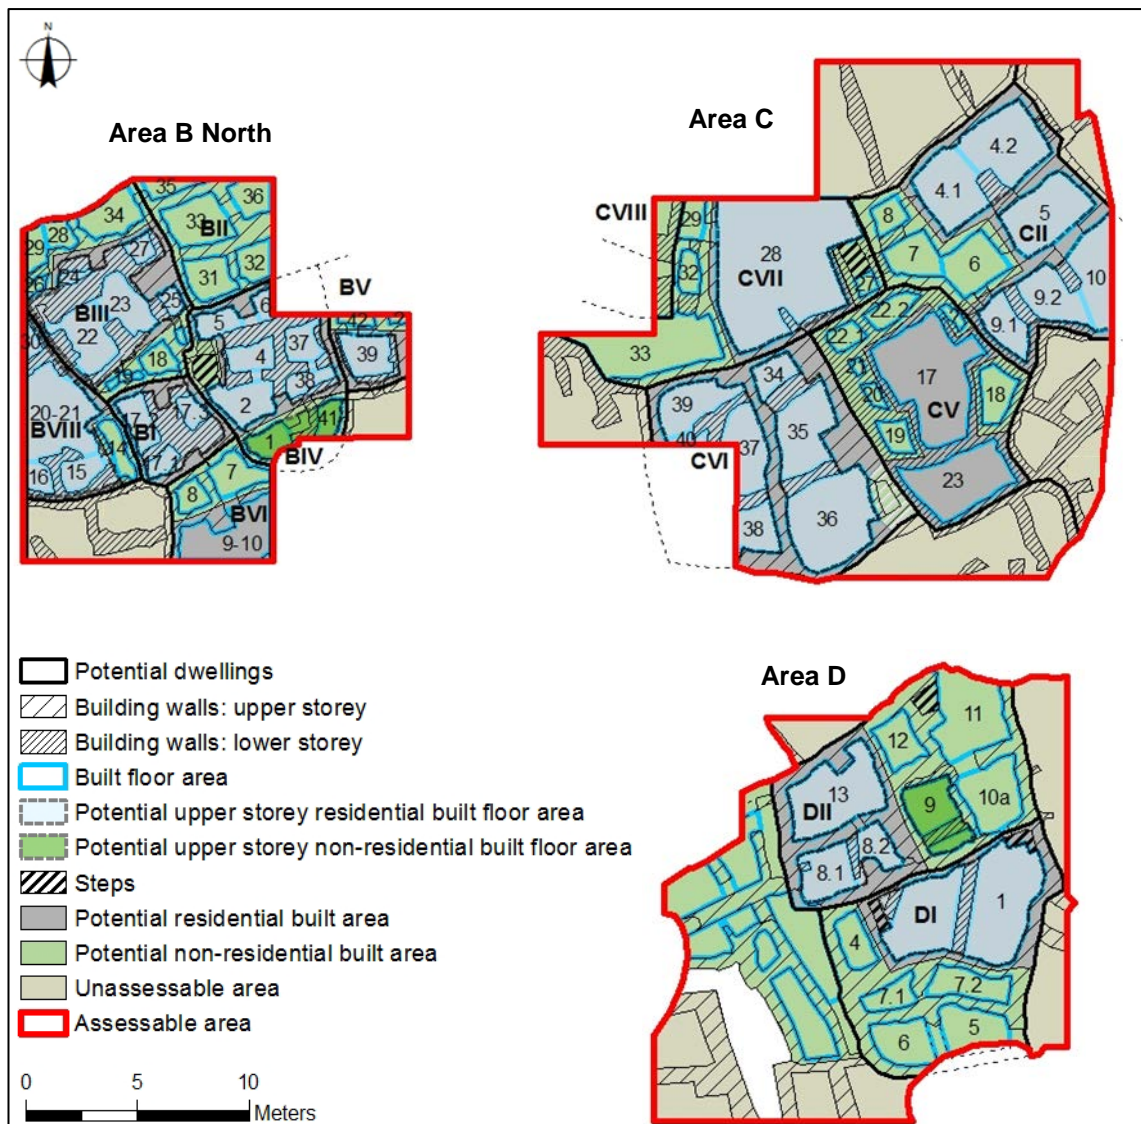 N
Area B North
Area C
35
36
34
33
BII
29
28
27
31
32
26
24
25
BIII
23
22
BV
5
6
30
18
4
37
42
2
39
19
38
20-21
BVIII
17.2
17.3
BI
2
41
14
17.1
1
BIV
16
15
7
8
BVI
9-10
4.2
4.1
CVIII
29
8
5
CII
28
CVII
7
6
10
32
27
9.2
22.2
9.1
33
22.1
21
17
34
20
CV
18
39
35
19
40
37
CVI
23
36
38
Potential dwellings
Building walls: upper storey
Building walls: lower storey
Built floor area
Potential upper storey residential built floor area
Potential upper storey non-residential built floor area
Steps
Potential residential built area
Potential non-residential built area
Unassessable area
Assessable area
0 5 10
Meters
Area D
11
12
13
9
10a
DII
8.2
8.1
1
DI
4
7.1
7.2
6
5